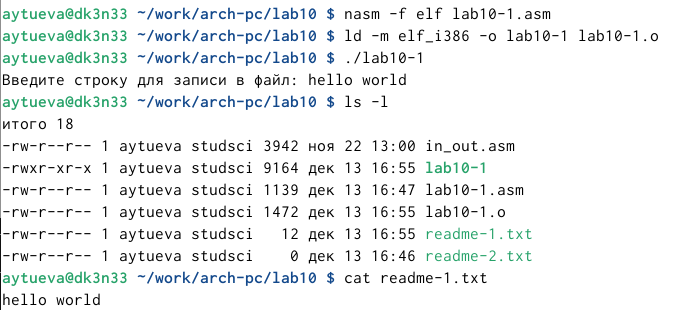 aytueva@dk3n33 ~/work/arch-pc/lab10 $ nasm -f elf lab10-1.asm
aytueva@dk3n33 ~/work/arch-pc/lab10 $ ld -m elf_i386 -o lab10-1 lab10-1.o
aytueva@dk3n33 ~/work/arch-pc/lab10 $ ./lab10-1
Введите строку для записи в файл: hello world
aytueva@dk3n33 ~/work/arch-pc/lab10 $ ls -l
итого 18
-rw-r--r-- 1 aytueva studsci 3942 ноя 22 13:00 in_out.asm
-rwxr-xr-x 1 aytueva studsci 9164 дек 13 16:55 lab10-1
-rw-r--r-- 1 aytueva studsci 1139 дек 13 16:47 lab10-1.asm
-rw-r--r-- 1 aytueva studsci 1472 дек 13 16:55 lab10-1.o
-rw-r--r-- 1 aytueva studsci   12 дек 13 16:55 readme-1.txt
-rw-r--r-- 1 aytueva studsci    0 дек 13 16:46 readme-2.txt
aytueva@dk3n33 ~/work/arch-pc/lab10 $ cat readme-1.txt
hello world